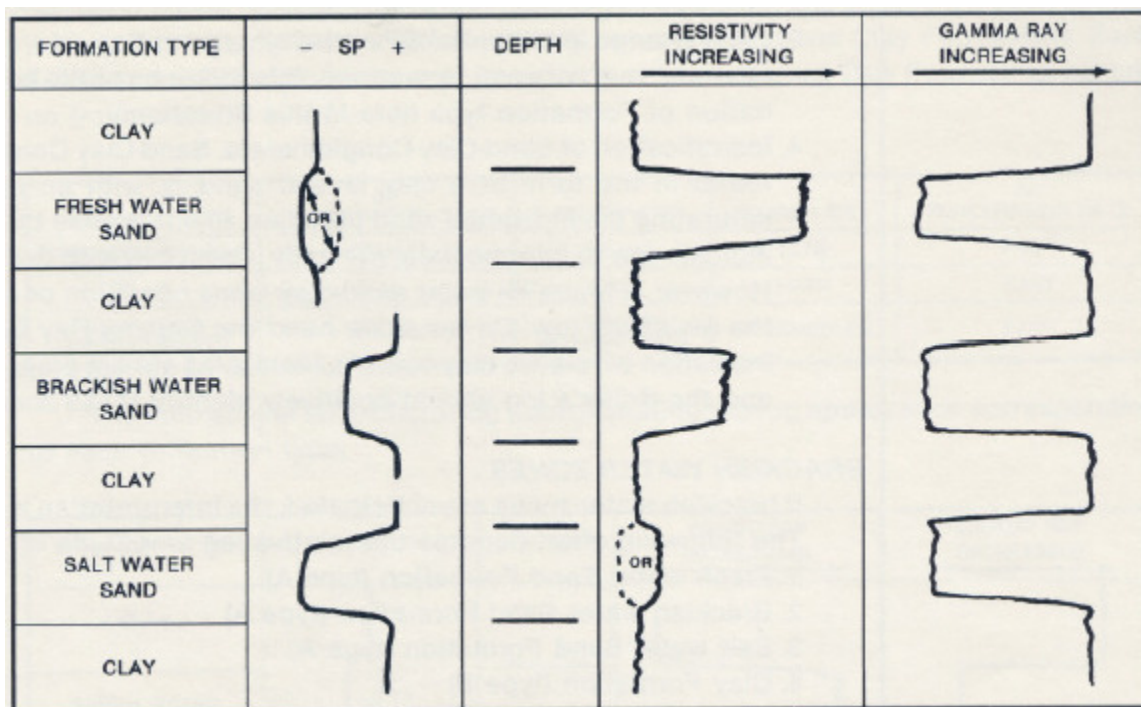 FORMATION TYPE
– SP +
DEPTH
RESISTIVITY
INCREASING
GAMMA RAY
INCREASING
CLAY
FRESH WATER
SAND
OR
CLAY
BRACKISH WATER
SAND
CLAY
SALT WATER
SAND
OR
CLAY